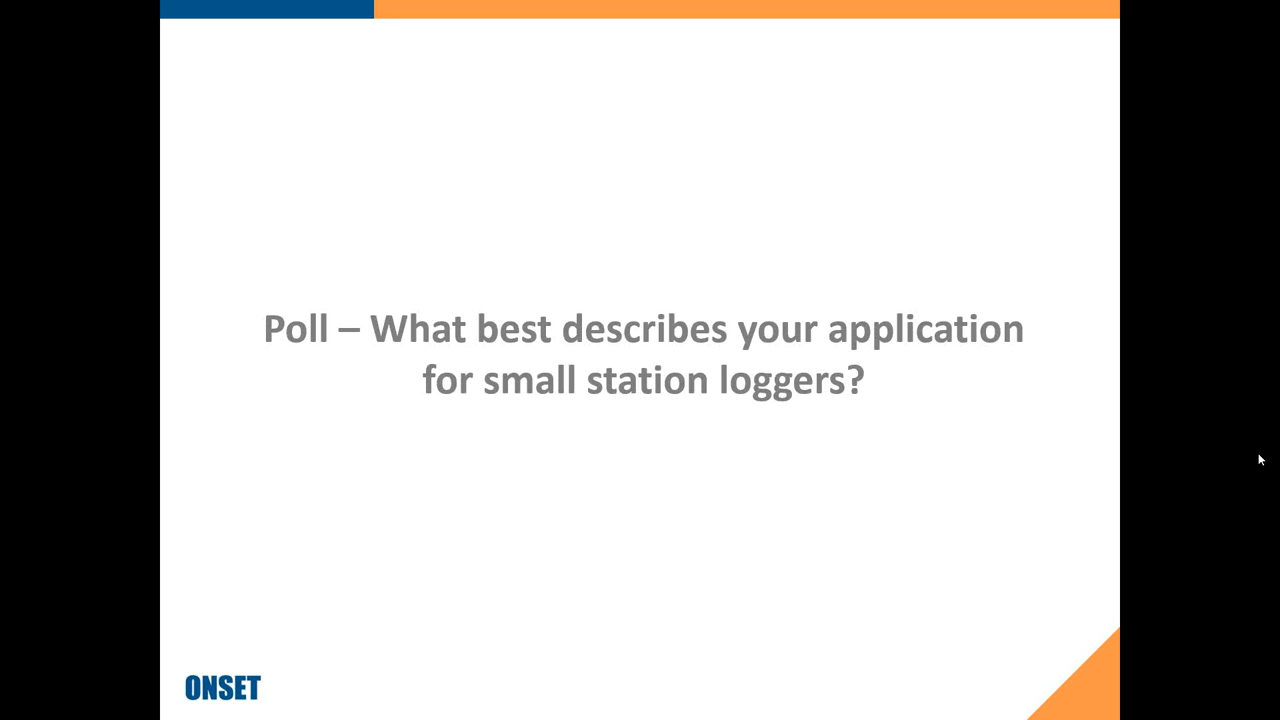 Poll – What best describes your application
for small station loggers?
ONSET